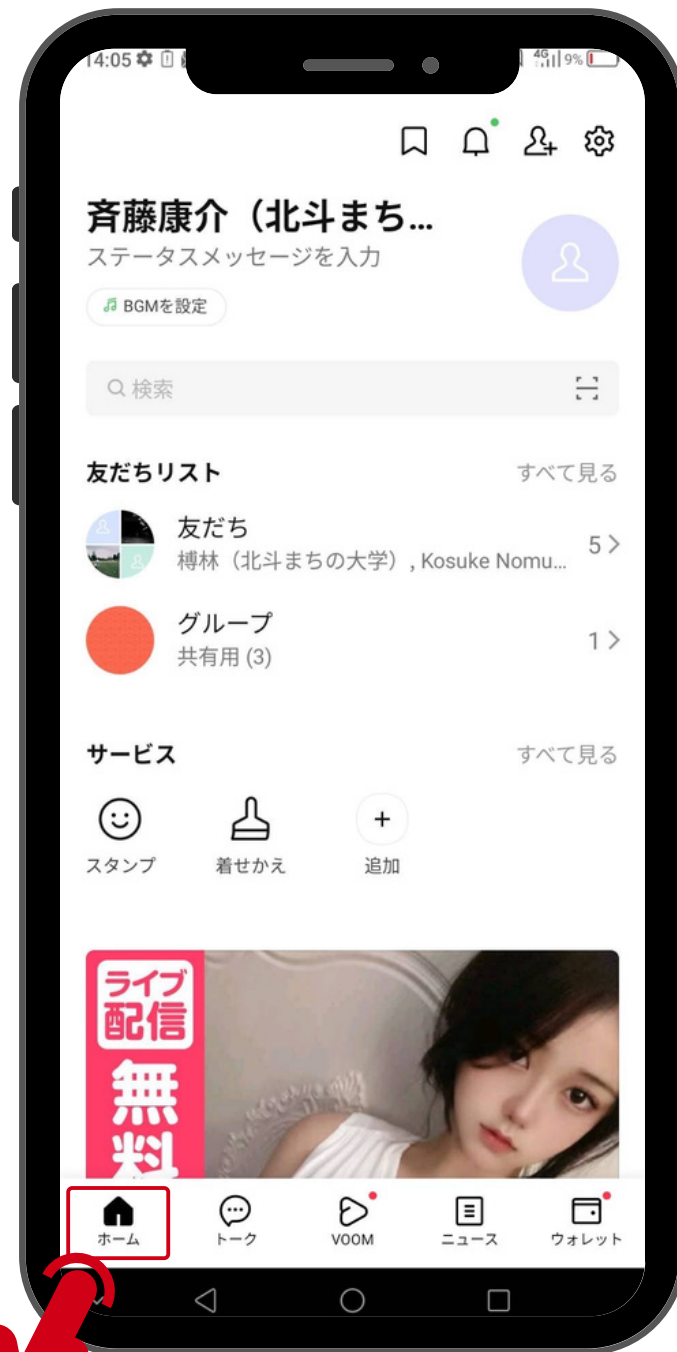 14:05
4G 9%
斉藤康介（北斗まち...
ステータスメッセージを入力
BGMを設定
検索
友だちリスト
すべて見る
友だち
榑林（北斗まちの大学）, Kosuke Nomu...
5
グループ
共有用 (3)
1
サービス
すべて見る
スタンプ
着せかえ
追加
ライブ
配信
無
料
ホーム
トーク
VOOM
ニュース
ウォレット